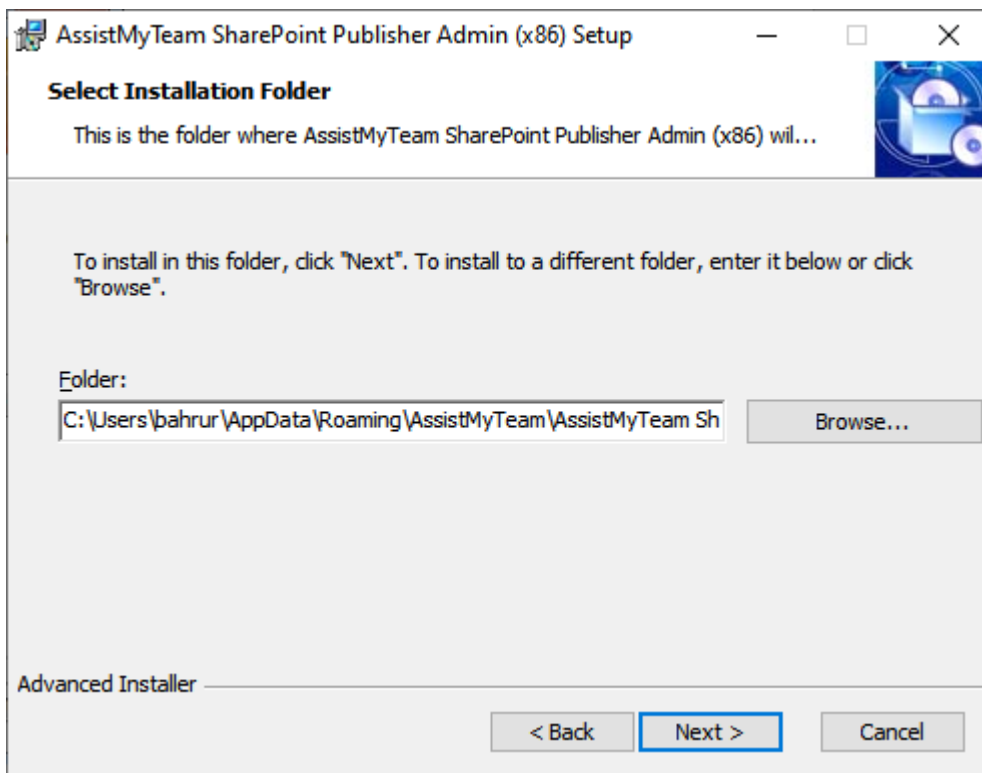 AssistMyTeam SharePoint Publisher Admin (x86) Setup
Select Installation Folder
This is the folder where AssistMyTeam SharePoint Publisher Admin (x86) wil...
To install in this folder, click "Next". To install to a different folder, enter it below or click
"Browse".
Folder:
C:\Users\bahrur\AppData\Roaming\AssistMyTeam\AssistMyTeam Sh
Browse...
Advanced Installer
< Back
Next >
Cancel